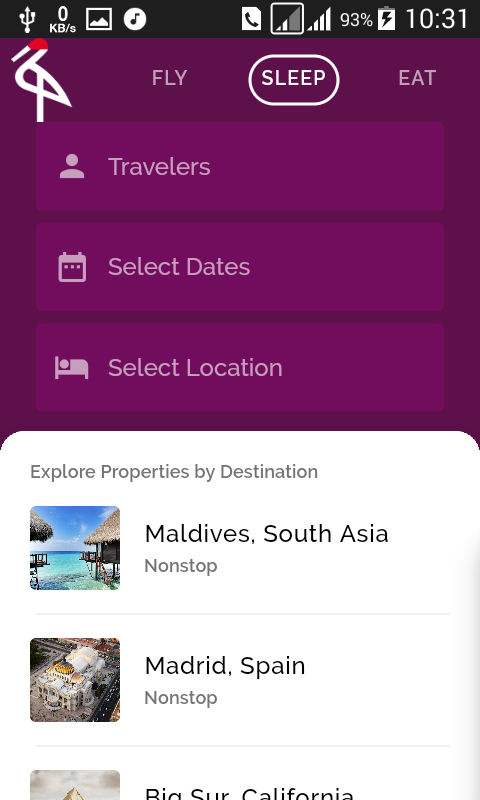 0
KB/s
93%
10:31
FLY
SLEEP
EAT
Travelers
Select Dates
Select Location
Explore Properties by Destination
Maldives, South Asia
Nonstop
Madrid, Spain
Nonstop
Big Sur, California